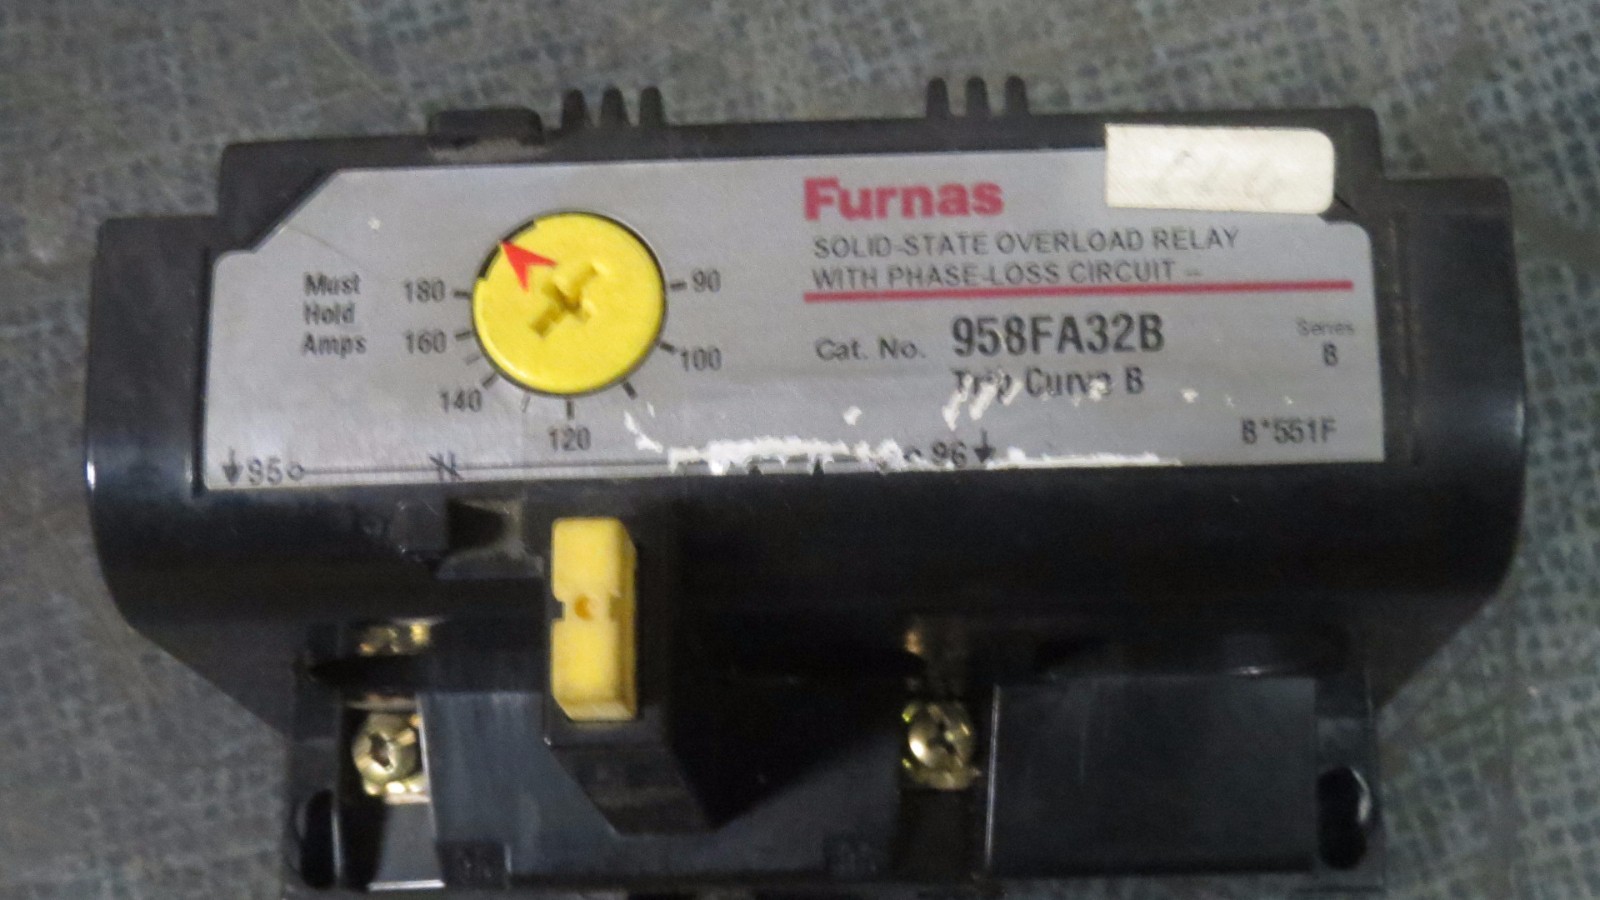 Furnas
SOLID-STATE OVERLOAD RELAY
WITH PHASE-LOSS CIRCUIT
Must
Hold
Amps
180
160
140
120
100
90
Cat. No. 958FA32B
Trip Curve B
Series
B
B*551F
95
96